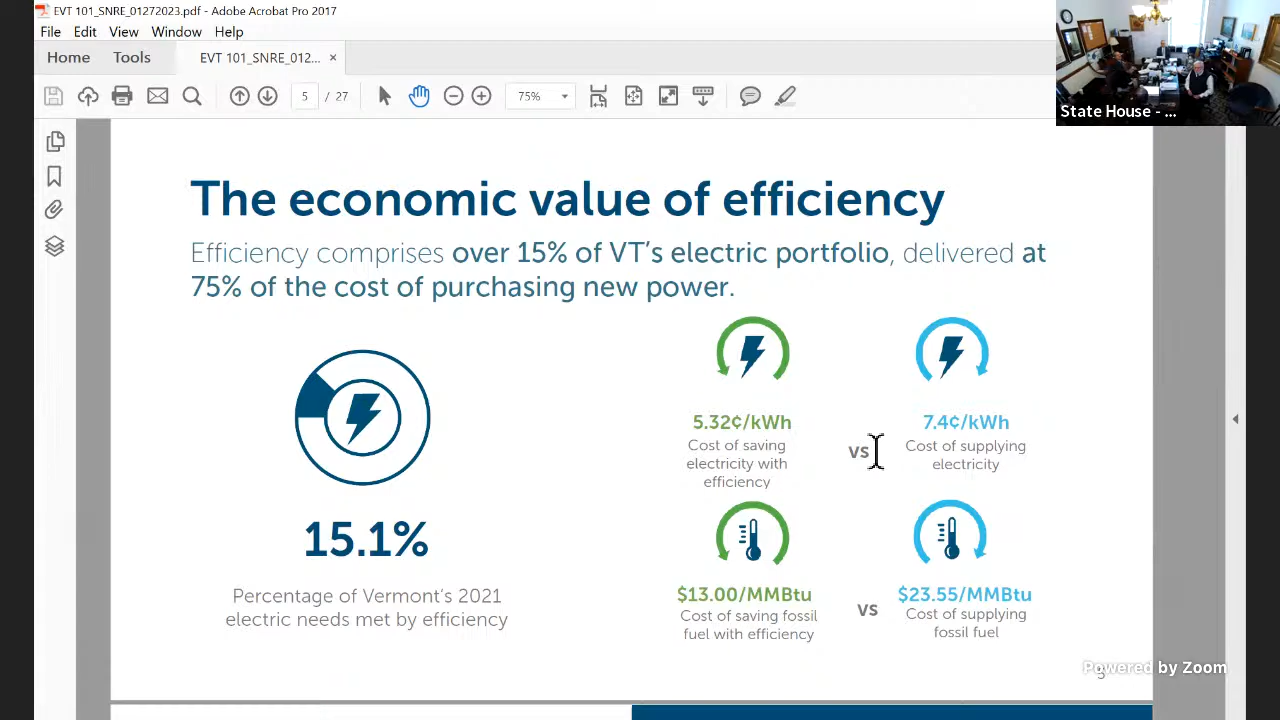 EVT 101_SNRE_01272023.pdf - Adobe Acrobat Pro 2017
File Edit View Window Help
Home Tools EVT 101_SNRE_012... ×
5 / 27 75%
State House - ...
The economic value of efficiency
Efficiency comprises over 15% of VT's electric portfolio, delivered at
75% of the cost of purchasing new power.
15.1%
Percentage of Vermont's 2021
electric needs met by efficiency
5.32¢/kWh
Cost of saving
electricity with
efficiency
vs
7.4¢/kWh
Cost of supplying
electricity
$13.00/MMBtu
Cost of saving fossil
fuel with efficiency
vs
$23.55/MMBtu
Cost of supplying
fossil fuel
Powered by Zoom